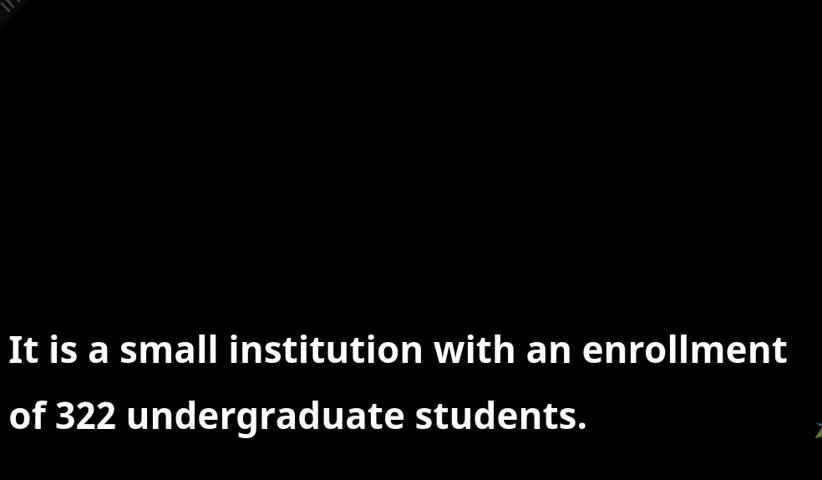 It is a small institution with an enrollment
of 322 undergraduate students.